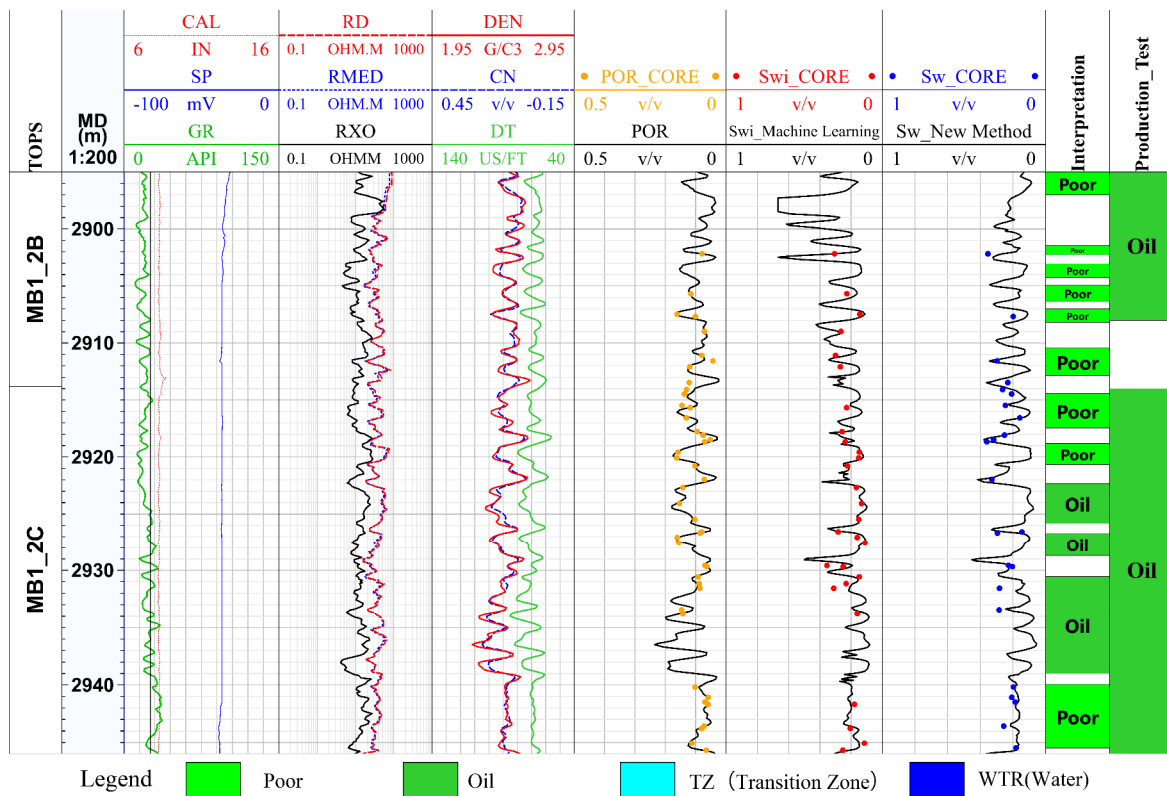 CAL
RD
DEN
6 IN 16
0.1 OHM.M 1000
1.95 G/C3 2.95
SP
RMED
CN
POR_CORE
Swi_CORE
Sw_CORE
-100 mV 0
0.1 OHM.M 1000
0.45 v/v -0.15
0.5 v/v 0
1 v/v 0
1 v/v 0
GR
RXO
DT
POR
Swi_Machine Learning
Sw_New Method
0 API 150
0.1 OHMM 1000
140 US/FT 40
0.5 v/v 0
1 v/v 0
1 v/v 0
TOPS
MD
(m)
1:200
Interpretation
Production_Test
MB1_2B
MB1_2C
2900
2910
2920
2930
2940
Poor
Poor
Poor
Poor
Poor
Poor
Poor
Poor
Oil
Oil
Oil
Poor
Oil
Oil
Legend
Poor
Oil
TZ（Transition Zone）
WTR(Water)